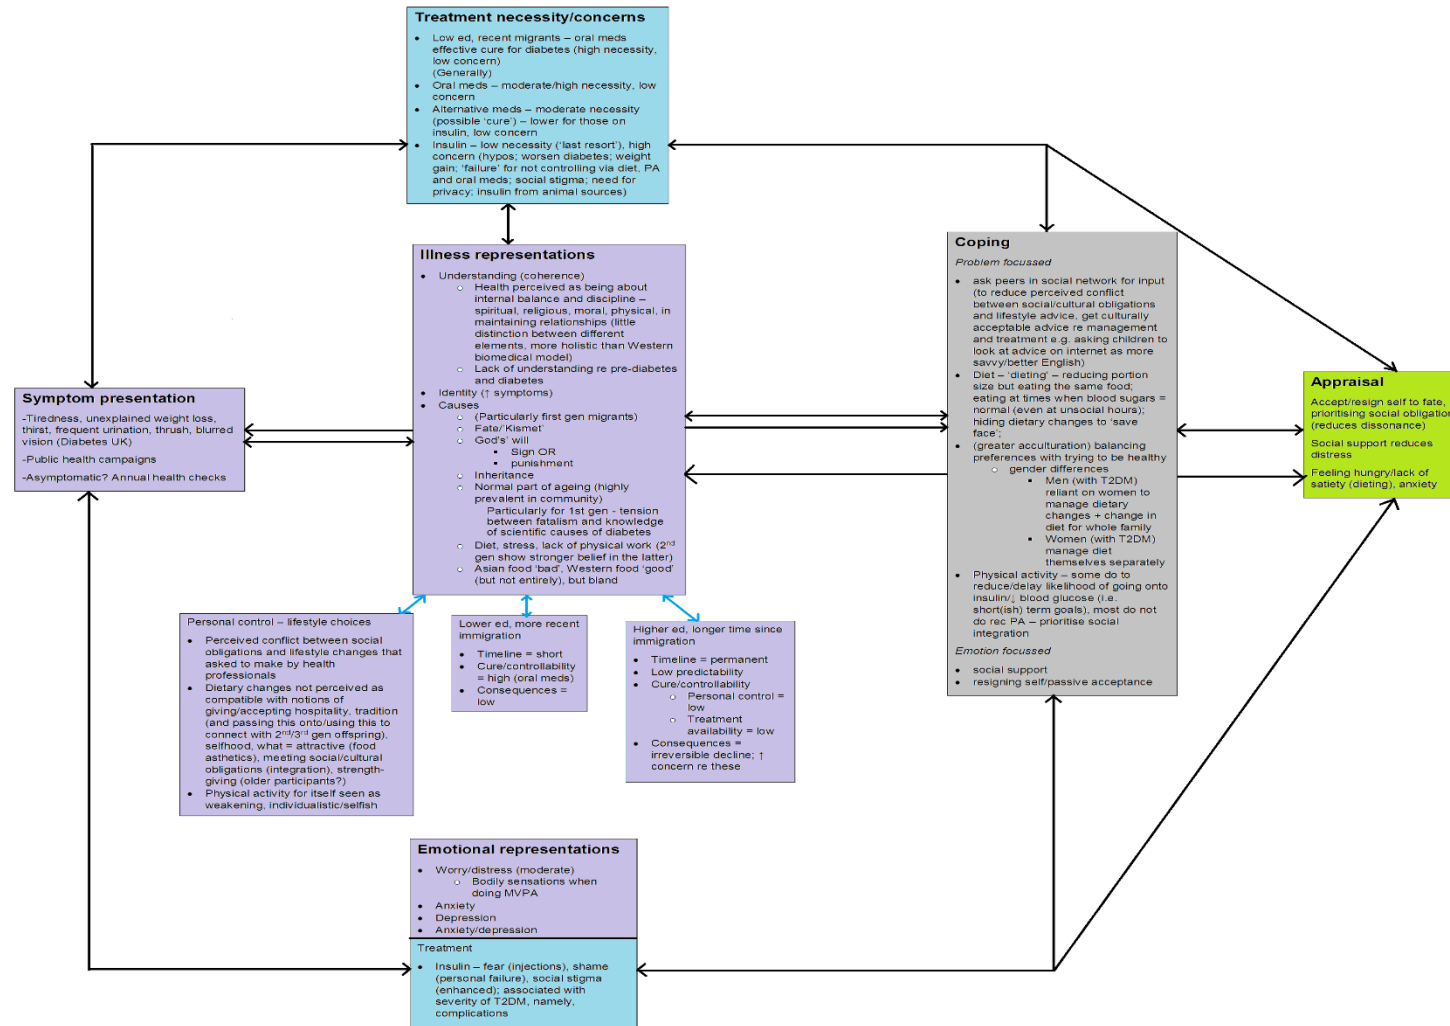 Treatment necessity/concerns
• Low ed, recent migrants – oral meds
effective cure for diabetes (high necessity,
low concern)
(Generally)
• Oral meds – moderate/high necessity, low
concern
• Alternative meds – moderate necessity
(possible ‘cure’) – lower for those on
insulin, low concern
• Insulin – low necessity (‘last resort’), high
concern (hypos; worsen diabetes; weight
gain; ‘failure’ for not controlling via diet, PA
and oral meds; social stigma; need for
privacy; insulin from animal sources)
Symptom presentation
-Tiredness, unexplained weight loss,
thirst, frequent urination, thrush, blurred
vision (Diabetes UK)
-Public health campaigns
-Asymptomatic? Annual health checks
Illness representations
• Understanding (coherence)
○ Health perceived as being about
internal balance and discipline –
spiritual, religious, moral, physical, in
maintaining relationships (little
distinction between different
elements, more holistic than Western
biomedical model)
○ Lack of understanding re pre-diabetes
and diabetes
• Identity (↑ symptoms)
• Causes
○ (Particularly first gen migrants)
○ Fate/‘Kismet’
○ God’s’ will
▪ Sign OR
▪ punishment
○ Inheritance
○ Normal part of ageing (highly
prevalent in community)
Particularly for 1st gen - tension
between fatalism and knowledge
of scientific causes of diabetes
○ Diet, stress, lack of physical work (2nd
gen show stronger belief in the latter)
○ Asian food ‘bad’, Western food ‘good’
(but not entirely), but bland
Personal control – lifestyle choices
• Perceived conflict between social
obligations and lifestyle changes that
asked to make by health
professionals
• Dietary changes not perceived as
compatible with notions of
giving/accepting hospitality, tradition
(and passing this onto/using this to
connect with 2nd/3rd gen offspring),
selfhood, what = attractive (food
asthetics), meeting social/cultural
obligations (integration), strength-
giving (older participants?)
• Physical activity for itself seen as
weakening, individualistic/selfish
Lower ed, more recent
immigration
• Timeline = short
• Cure/controllability
= high (oral meds)
• Consequences =
low
Higher ed, longer time since
immigration
• Timeline = permanent
• Low predictability
• Cure/controllability
○ Personal control =
low
○ Treatment
availability = low
• Consequences =
irreversible decline; ↑
concern re these
Coping
Problem focussed
• ask peers in social network for input
(to reduce perceived conflict
between social/cultural obligations
and lifestyle advice, get culturally
acceptable advice re management
and treatment e.g. asking children to
look at advice on internet as more
savvy/better English)
• Diet – ‘dieting’ – reducing portion
size but eating the same food;
eating at times when blood sugars =
normal (even at unsocial hours);
hiding dietary changes to ‘save
face’;
• (greater acculturation) balancing
preferences with trying to be healthy
○ gender differences
▪ Men (with T2DM)
reliant on women to
manage dietary
changes + change in
diet for whole family
▪ Women (with T2DM)
manage diet
themselves separately
• Physical activity – some do to
reduce/delay likelihood of going onto
insulin/↓ blood glucose (i.e.
short(ish) term goals), most do not
do rec PA – prioritise social
integration
Emotion focussed
• social support
• resigning self/passive acceptance
Appraisal
Accept/resign self to fate,
prioritising social obligation
(reduces dissonance)
Social support reduces
distress
Feeling hungry/lack of
satiety (dieting), anxiety
Emotional representations
• Worry/distress (moderate)
○ Bodily sensations when
doing MVPA
• Anxiety
• Depression
• Anxiety/depression
Treatment
• Insulin – fear (injections), shame
(personal failure), social stigma
(enhanced); associated with
severity of T2DM, namely,
complications